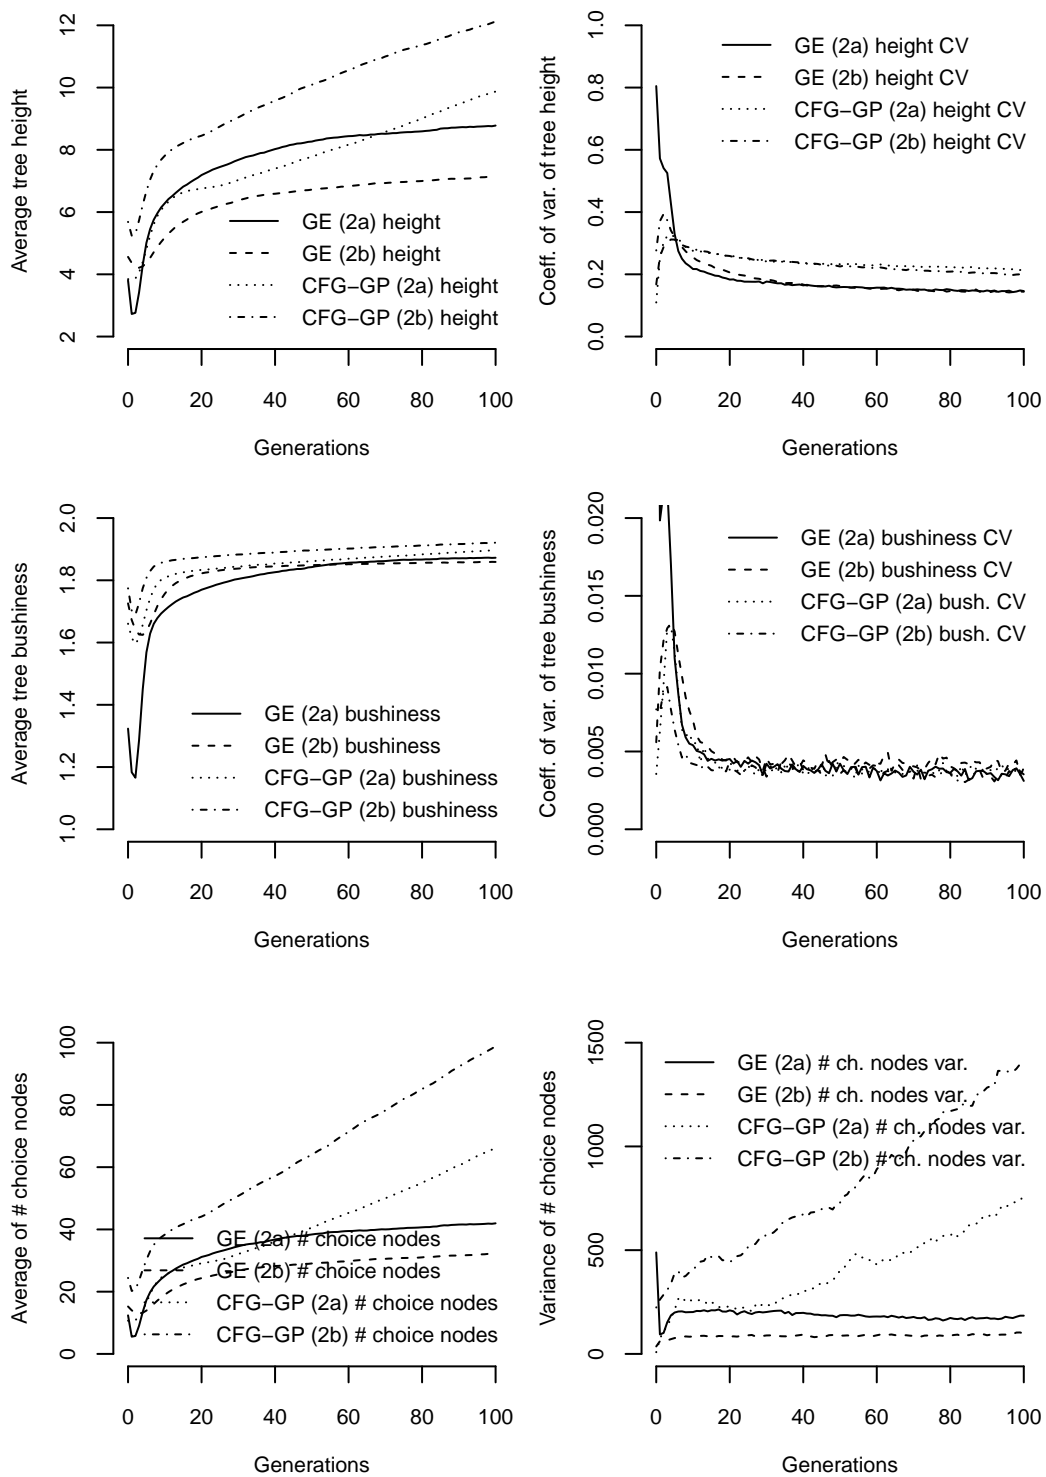 Average tree height
12
10
8
6
4
2
GE (2a) height
GE (2b) height
CFG−GP (2a) height
CFG−GP (2b) height
0 20 40 60 80 100
Generations
Coeff. of var. of tree height
1.0
0.8
0.6
0.4
0.2
0.0
GE (2a) height CV
GE (2b) height CV
CFG−GP (2a) height CV
CFG−GP (2b) height CV
0 20 40 60 80 100
Generations
Average tree bushiness
2.0
1.8
1.6
1.4
1.2
1.0
GE (2a) bushiness
GE (2b) bushiness
CFG−GP (2a) bushiness
CFG−GP (2b) bushiness
0 20 40 60 80 100
Generations
Coeff. of var. of tree bushiness
0.020
0.015
0.010
0.005
0.000
GE (2a) bushiness CV
GE (2b) bushiness CV
CFG−GP (2a) bush. CV
CFG−GP (2b) bush. CV
0 20 40 60 80 100
Generations
Average of # choice nodes
100
80
60
40
20
0
GE (2a) # choice nodes
GE (2b) # choice nodes
CFG−GP (2a) # choice nodes
CFG−GP (2b) # choice nodes
0 20 40 60 80 100
Generations
Variance of # choice nodes
1500
1000
500
0
GE (2a) # ch. nodes var.
GE (2b) # ch. nodes var.
CFG−GP (2a) # ch. nodes var.
CFG−GP (2b) # ch. nodes var.
0 20 40 60 80 100
Generations